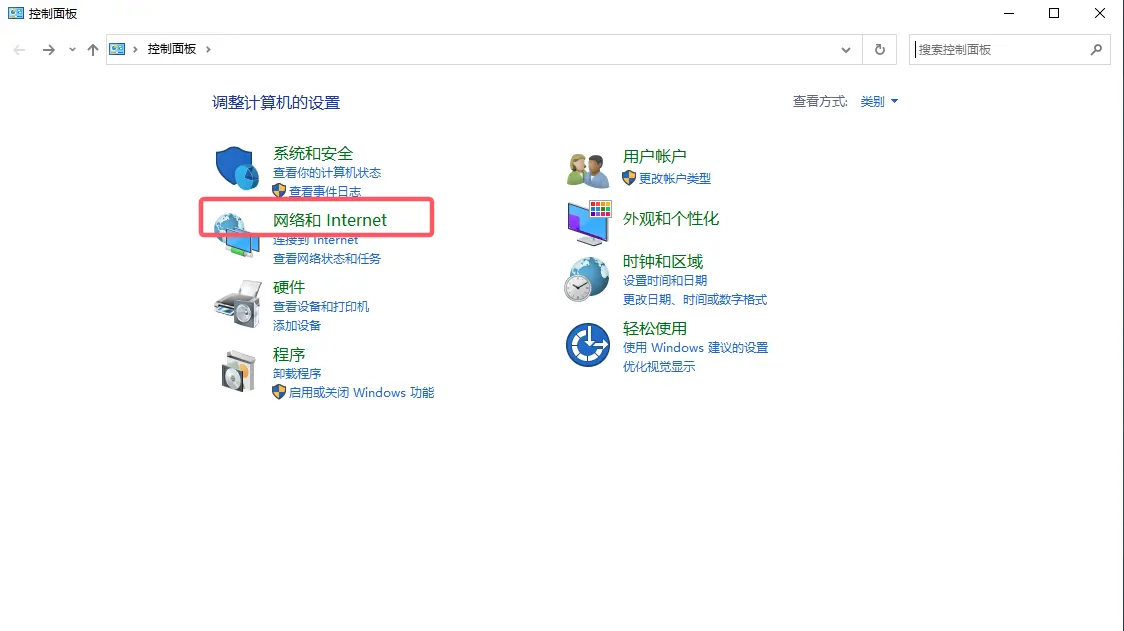 控制面板
控制面板
搜索控制面板
调整计算机的设置
查看方式:
类别
系统和安全
查看你的计算机状态
查看事件日志
网络和 Internet
连接到 Internet
查看网络状态和任务
硬件
查看设备和打印机
添加设备
程序
卸载程序
启用或关闭 Windows 功能
用户帐户
更改帐户类型
外观和个性化
时钟和区域
设置时间和日期
更改日期、时间或数字格式
轻松使用
使用 Windows 建议的设置
优化视觉显示